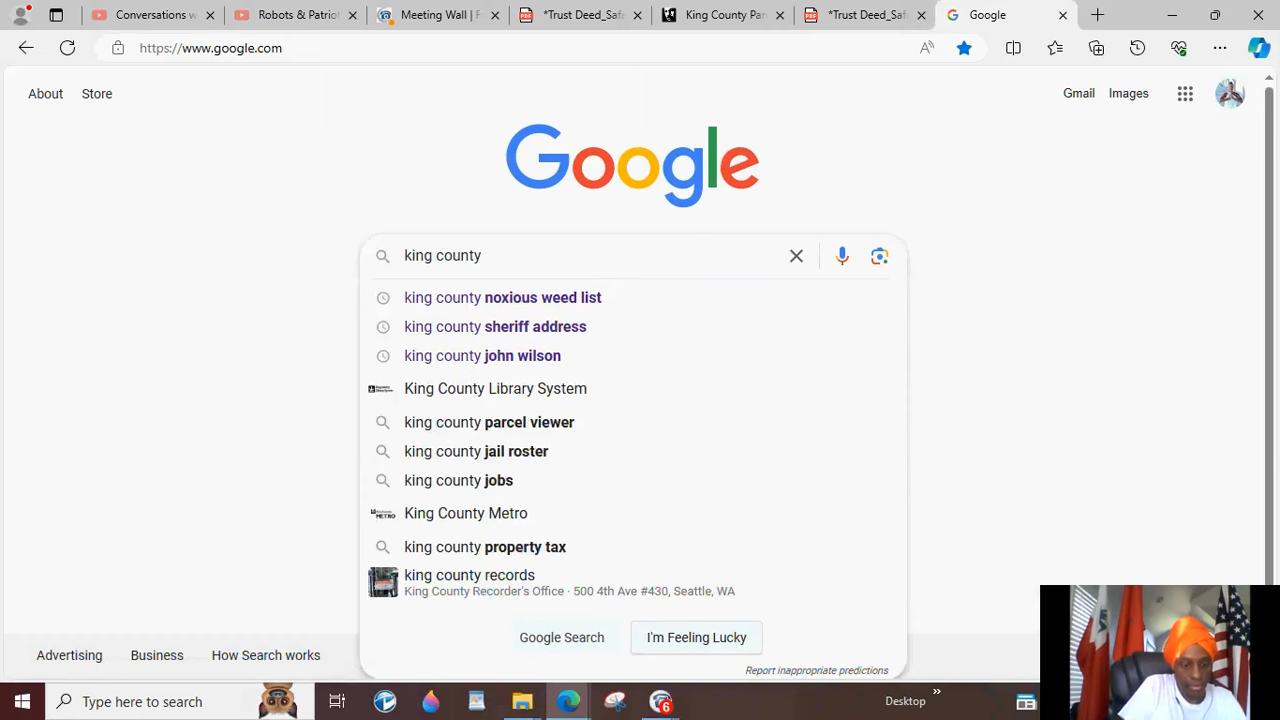 Conversations w
Robots & Patriot
Meeting Wall | F
*Trust Deed_Safe
King County Par
*Trust Deed_Safa
Google
https://www.google.com
About
Store
Gmail
Images
Google
king county
king county noxious weed list
king county sheriff address
king county john wilson
King County Library System
king county parcel viewer
king county jail roster
king county jobs
King County Metro
king county property tax
king county records
King County Recorder's Office · 500 4th Ave #430, Seattle, WA
Google Search
I'm Feeling Lucky
Report inappropriate predictions
Advertising
Business
How Search works
Type here to search
6
Desktop